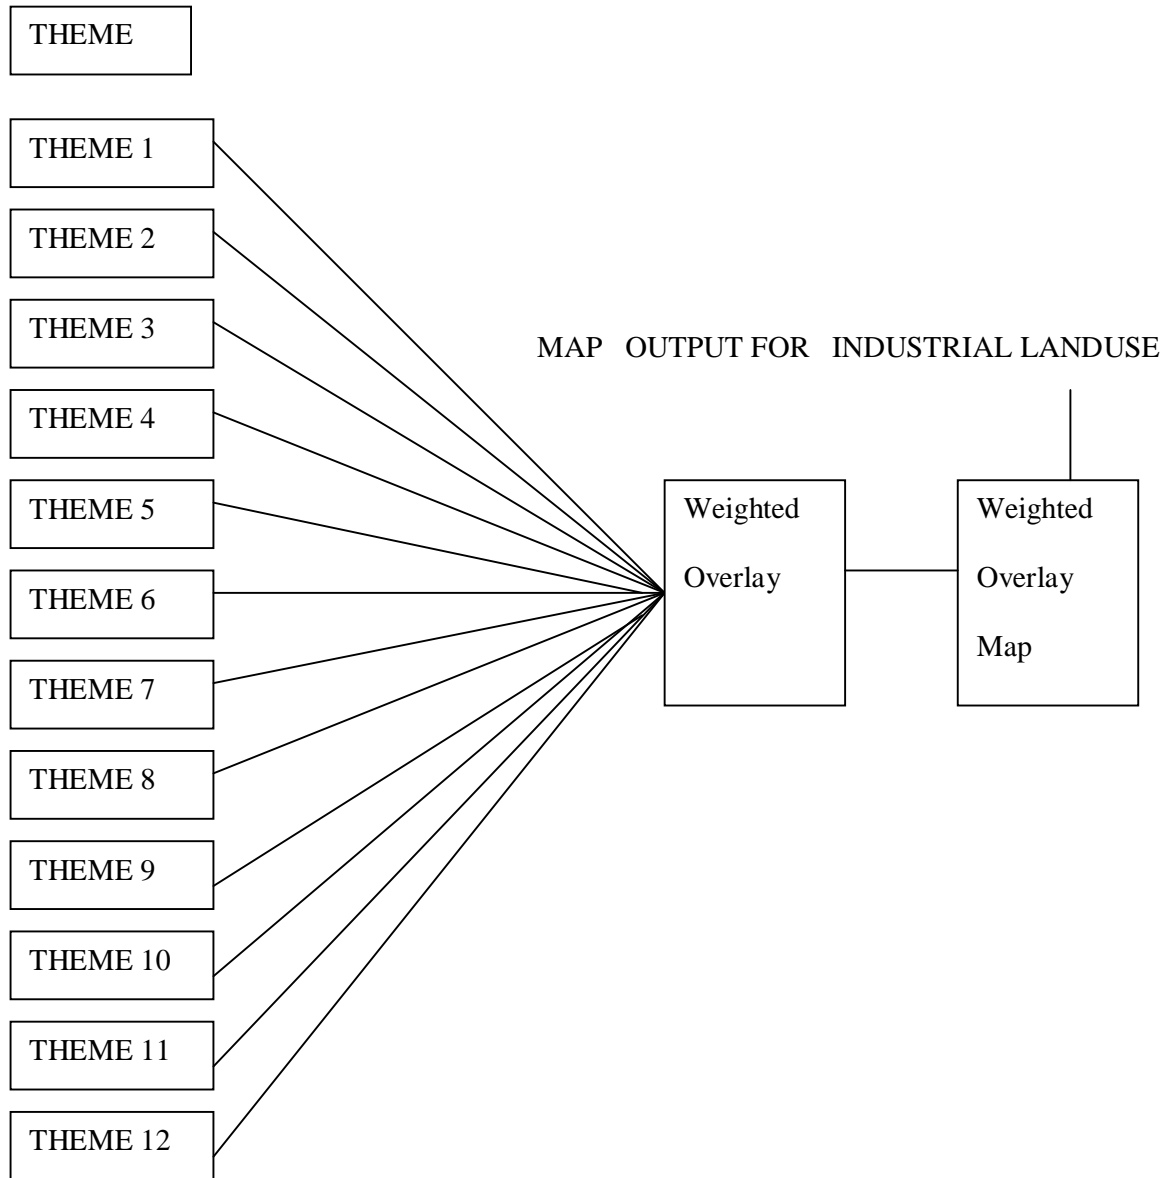 THEME
THEME 1
THEME 2
THEME 3
THEME 4
THEME 5
THEME 6
THEME 7
THEME 8
THEME 9
THEME 10
THEME 11
THEME 12
MAP OUTPUT FOR INDUSTRIAL LANDUSE
Weighted
Overlay
Weighted
Overlay
Map